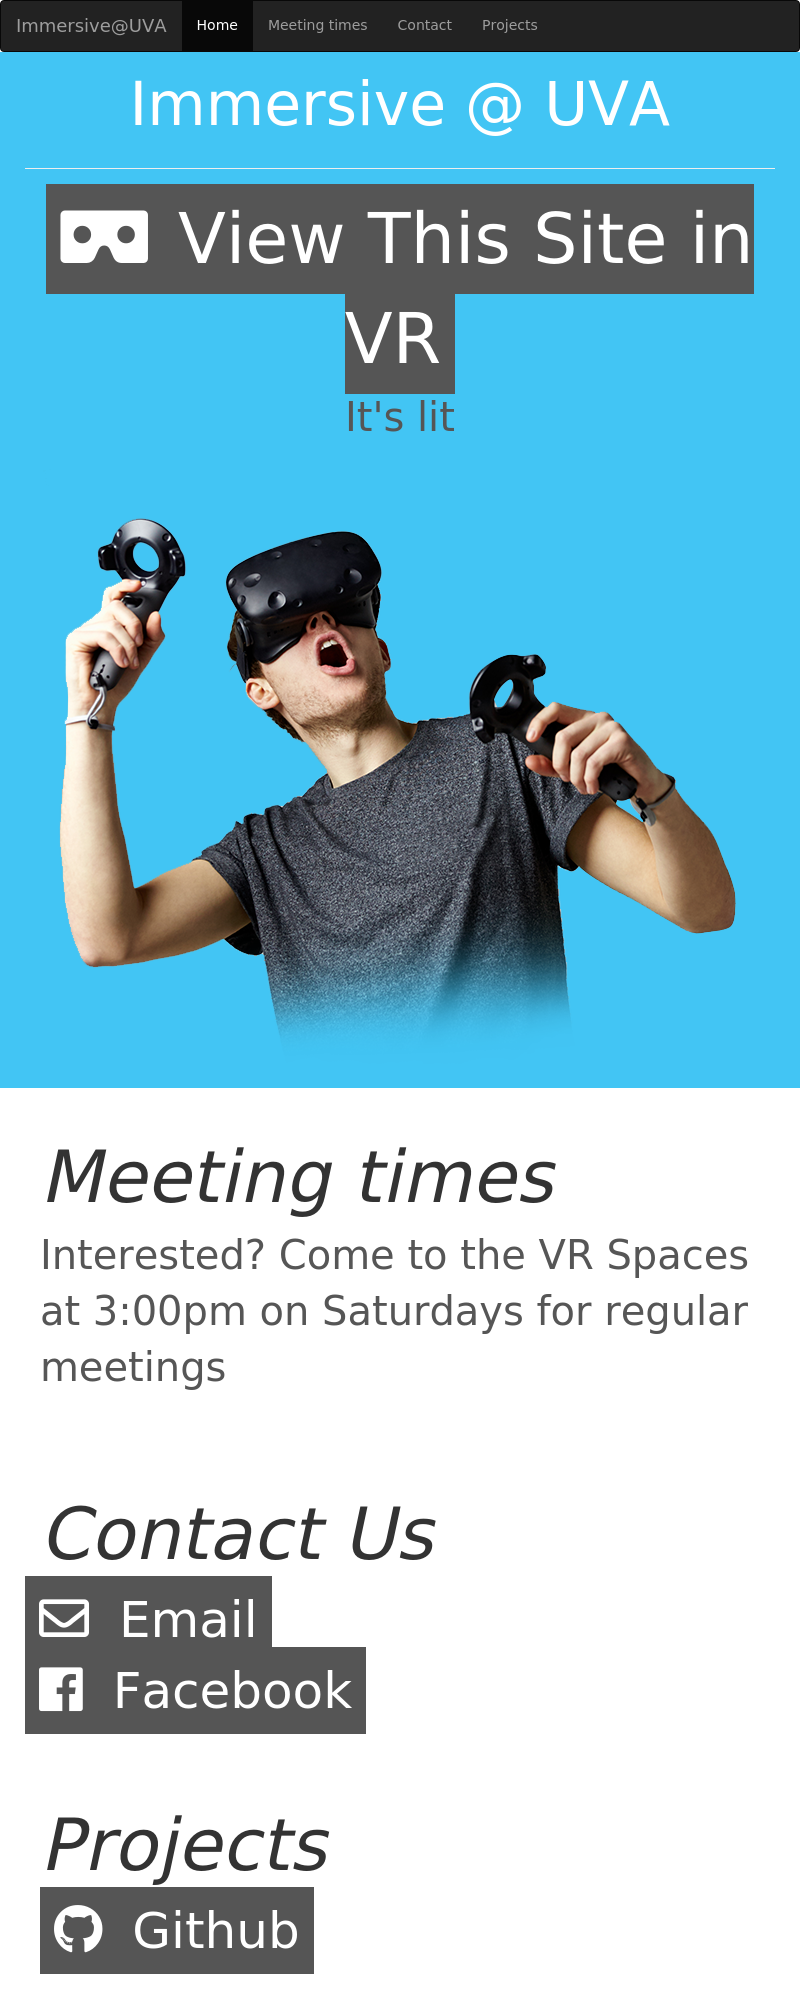 Immersive@UVA Home Meeting times Contact Projects
Immersive @ UVA
View This Site in
VR
It's lit
Meeting times
Interested? Come to the VR Spaces
at 3:00pm on Saturdays for regular
meetings
Contact Us
Email
Facebook
Projects
Github